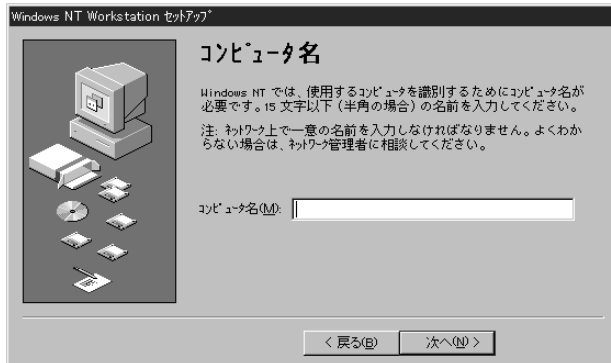 Windows NT Workstation ｾｯﾄｱｯﾌﾟ
コンピュータ名
Windows NT では、使用するｺﾝﾋﾟｭｰﾀを識別するためにｺﾝﾋﾟｭｰﾀ名が
必要です。15 文字以下（半角の場合）の名前を入力してください。
注: ﾈｯﾄﾜｰｸ上で一意の名前を入力しなければなりません。よくわか
らない場合は、ﾈｯﾄﾜｰｸ管理者に相談してください。
ｺﾝﾋﾟｭｰﾀ名(M):
< 戻る(B)
次へ(N) >